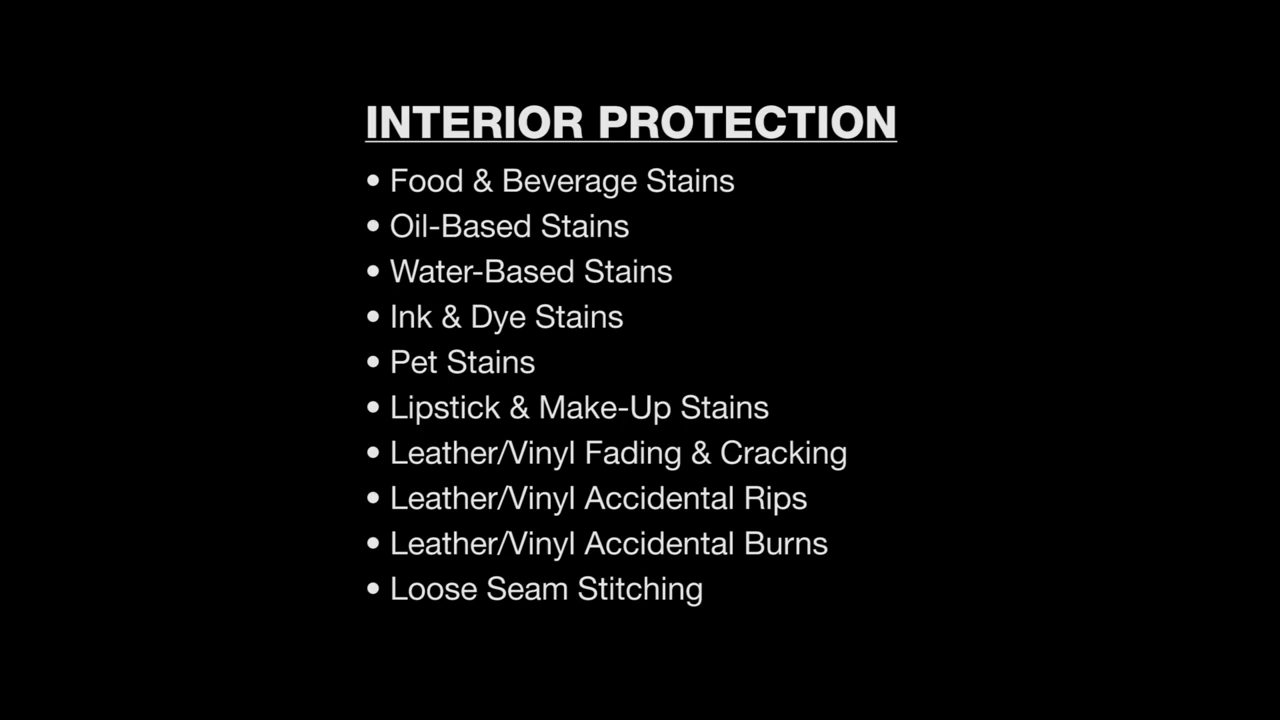 INTERIOR PROTECTION
• Food & Beverage Stains
• Oil-Based Stains
• Water-Based Stains
• Ink & Dye Stains
• Pet Stains
• Lipstick & Make-Up Stains
• Leather/Vinyl Fading & Cracking
• Leather/Vinyl Accidental Rips
• Leather/Vinyl Accidental Burns
• Loose Seam Stitching